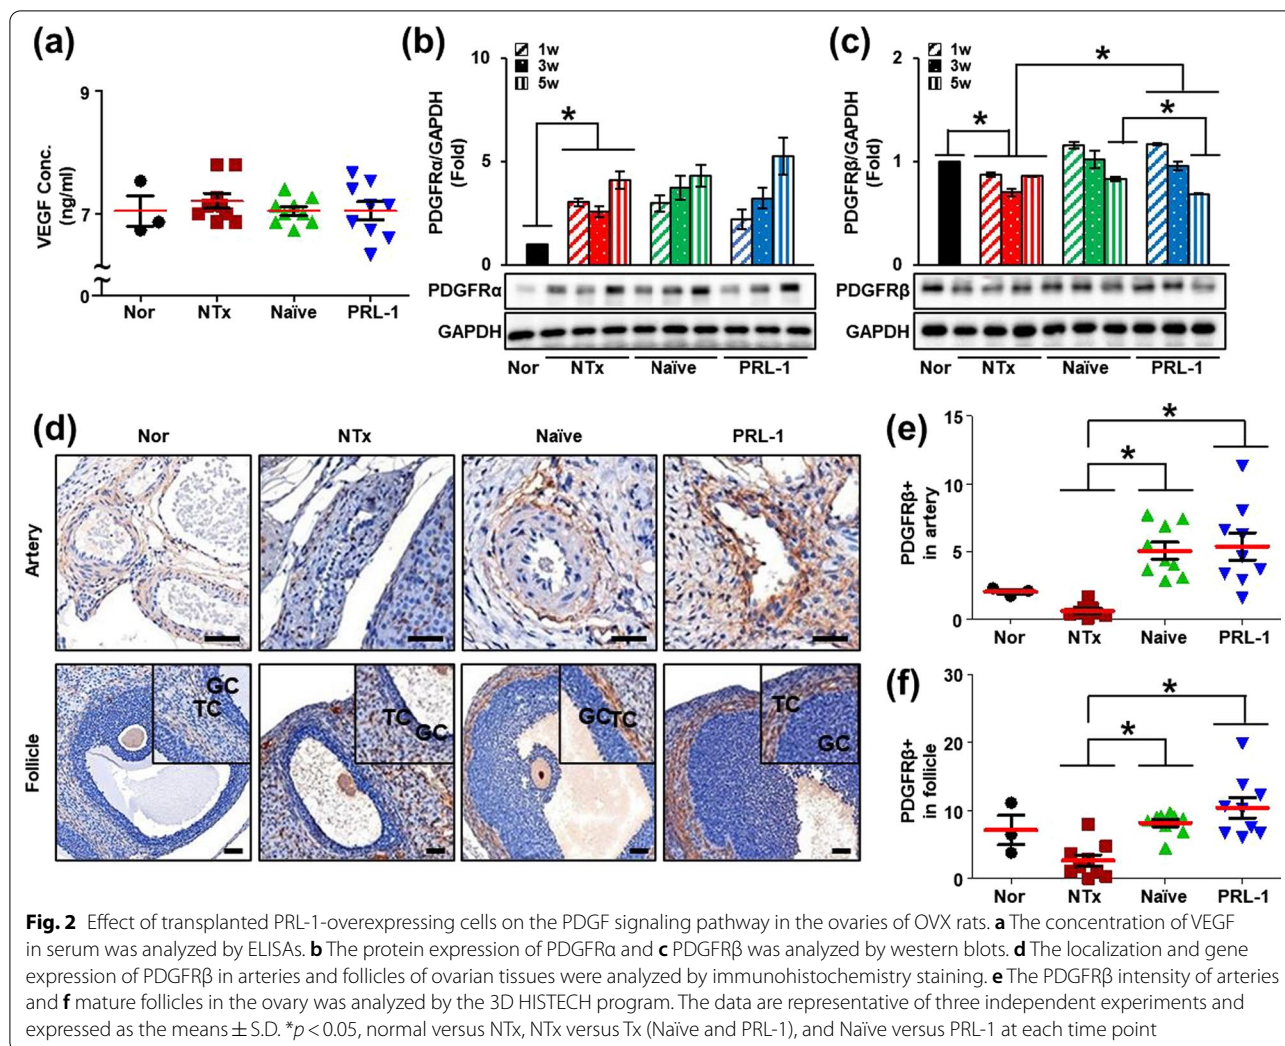 (a)
9
7
0
VEGF Conc.
(ng/ml)
Nor NTx Naïve PRL-1
(b)
1w
3w
5w
10
5
0
PDGFRα/GAPDH
(Fold)
*
PDGFRα
GAPDH
Nor NTx Naïve PRL-1
(c)
1w
3w
5w
2
1
0
PDGFRβ/GAPDH
(Fold)
* * *
PDGFRβ
GAPDH
Nor NTx Naïve PRL-1
(d)
Nor NTx Naïve PRL-1
Artery
Follicle
GC
TC
TC
GC
GC TC
TC
GC
(e)
15
10
5
0
PDGFRβ+
in artery
* *
Nor NTx Naive PRL-1
(f)
30
20
10
0
PDGFRβ+
in follicle
* *
Nor NTx Naïve PRL-1
Fig. 2 Effect of transplanted PRL-1-overexpressing cells on the PDGF signaling pathway in the ovaries of OVX rats. a The concentration of VEGF
in serum was analyzed by ELISAs. b The protein expression of PDGFRα and c PDGFRβ was analyzed by western blots. d The localization and gene
expression of PDGFRβ in arteries and follicles of ovarian tissues were analyzed by immunohistochemistry staining. e The PDGFRβ intensity of arteries
and f mature follicles in the ovary was analyzed by the 3D HISTECH program. The data are representative of three independent experiments and
expressed as the means ± S.D. *p < 0.05, normal versus NTx, NTx versus Tx (Naïve and PRL-1), and Naïve versus PRL-1 at each time point